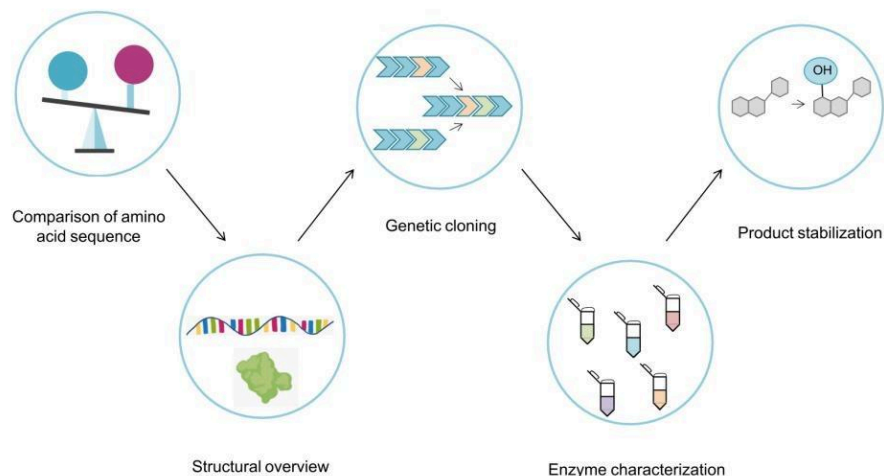 OH
Comparison of amino
acid sequence
Genetic cloning
Product stabilization
Structural overview
Enzyme characterization